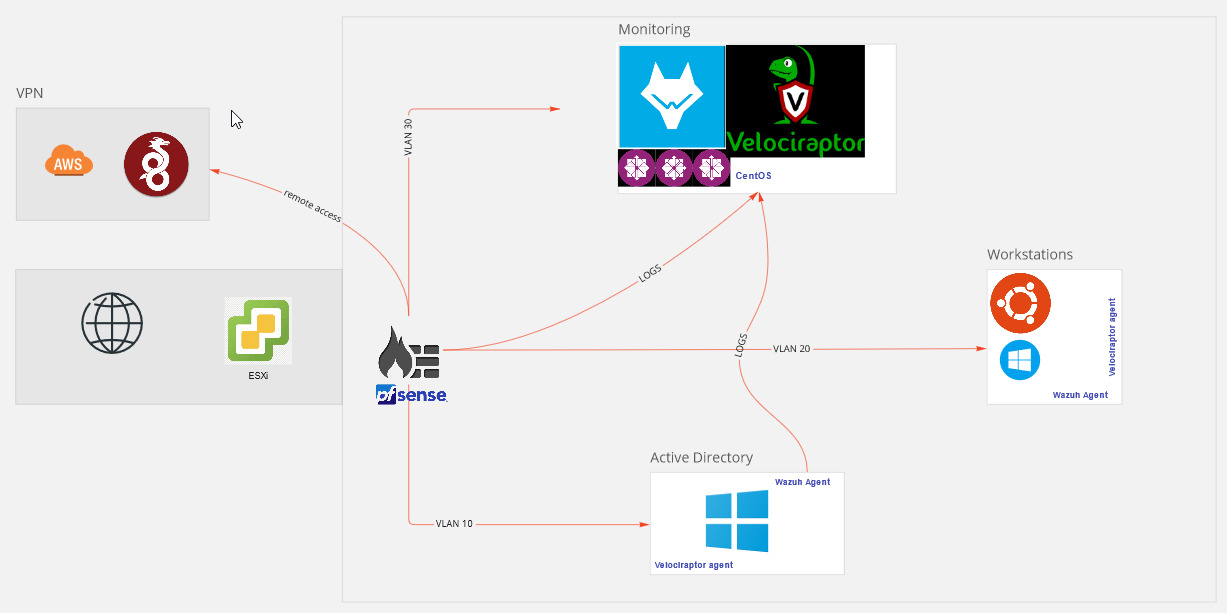 Monitoring
VPN
AWS
remote access
VLAN 30
V
Velociraptor
CentOS
LOGS
Workstations
ESXi
pfsense
LOGS
VLAN 20
Velociraptor agent
Wazuh Agent
Active Directory
Wazuh Agent
VLAN 10
Velociraptor agent